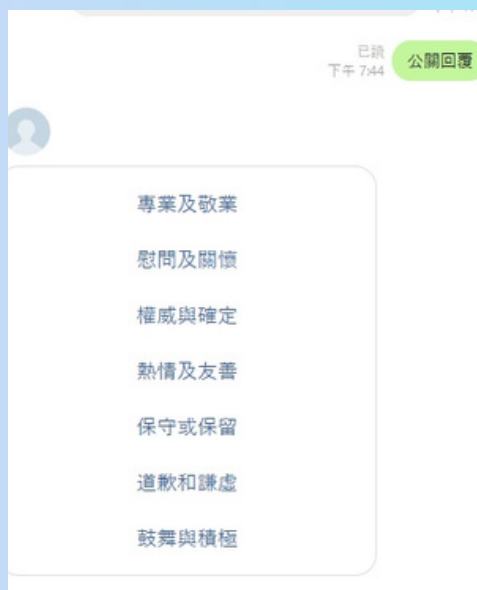 已讀
下午 7:44
公關回覆
專業及敬業
慰問及關懷
權威與確定
熱情及友善
保守或保留
道歉和謙虛
鼓舞與積極